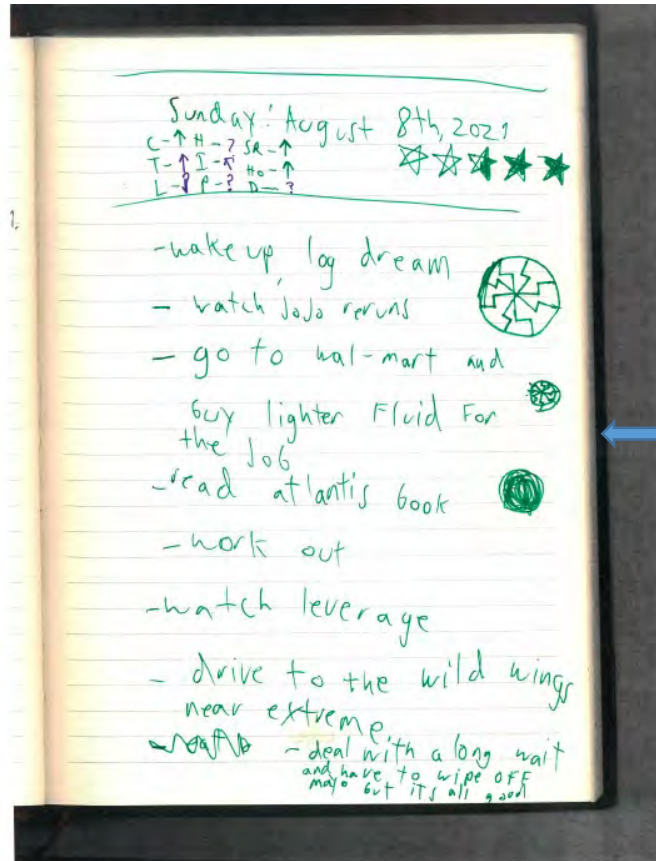 Sunday: August 8th, 2021
C-↑ H-? SR-↑
T-↑ I-↑ Ho-↑
L-↓ P-? D-?
-wake up, log dream
- watch jojo reruns
- go to wal-mart and
buy lighter Fluid For
the Job
-read atlantis book
-work out
-watch leverage
- drive to the wild wings
near extreme
- deal with a long wait
and have to wipe OFF
mayo but its all good